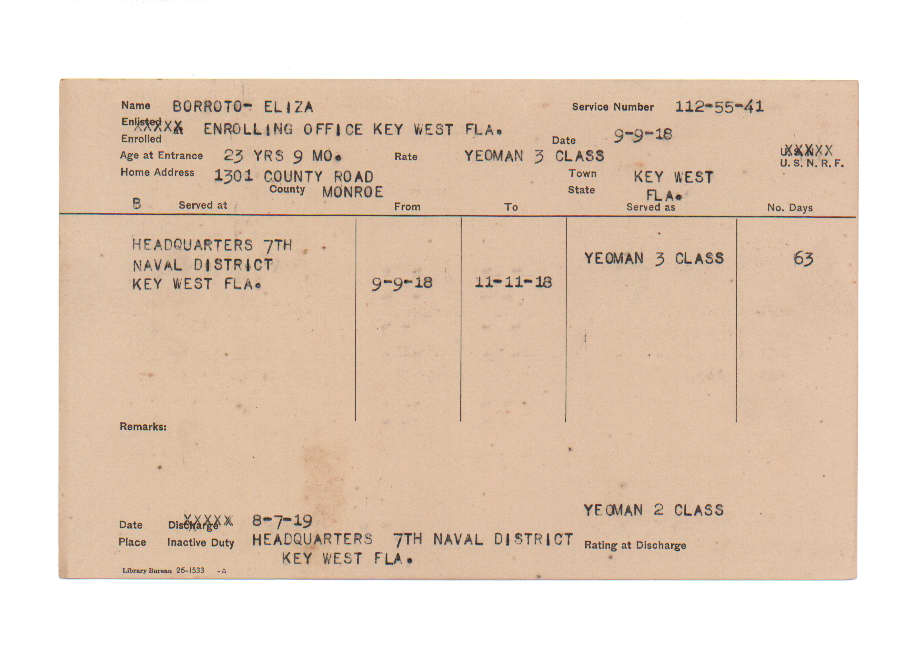 Name BORROTO- ELIZA Service Number 112-55-41
Enlisted XXXXX
Enrolled ENROLLING OFFICE KEY WEST FLA. Date 9-9-18
Age at Entrance 23 YRS 9 MO. Rate YEOMAN 3 CLASS XXXXX
U. S. N. R. F.
Home Address 1301 COUNTY ROAD Town KEY WEST
County MONROE State FLA.
B Served at From To Served as No. Days
HEADQUARTERS 7TH
NAVAL DISTRICT YEOMAN 3 CLASS 63
KEY WEST FLA. 9-9-18 11-11-18
Remarks:
YEOMAN 2 CLASS
Date Discharge XXXXX 8-7-19
Place Inactive Duty HEADQUARTERS 7TH NAVAL DISTRICT Rating at Discharge
KEY WEST FLA.
Library Bureau 26-1533 -A